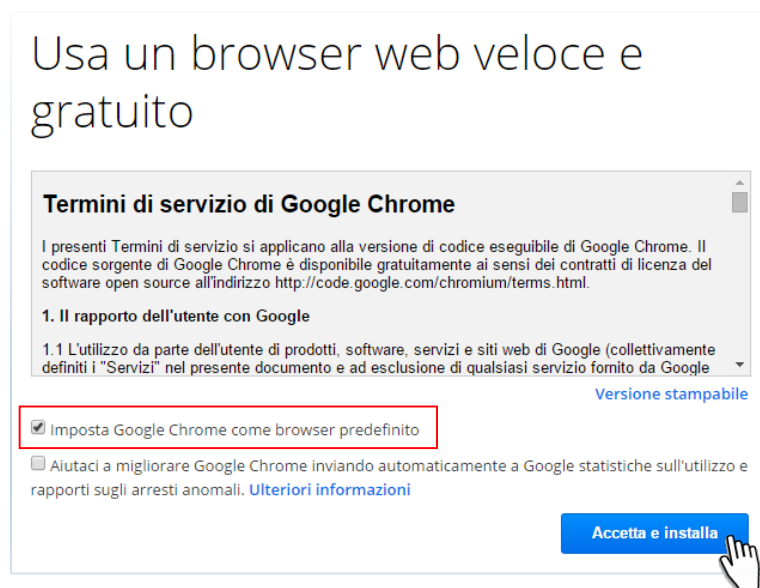 Usa un browser web veloce e
gratuito
Termini di servizio di Google Chrome
I presenti Termini di servizio si applicano alla versione di codice eseguibile di Google Chrome. Il
codice sorgente di Google Chrome è disponibile gratuitamente ai sensi dei contratti di licenza del
software open source all'indirizzo http://code.google.com/chromium/terms.html.
1. Il rapporto dell'utente con Google
1.1 L'utilizzo da parte dell'utente di prodotti, software, servizi e siti web di Google (collettivamente
definiti i "Servizi" nel presente documento e ad esclusione di qualsiasi servizio fornito da Google
Versione stampabile
Imposta Google Chrome come browser predefinito
Aiutaci a migliorare Google Chrome inviando automaticamente a Google statistiche sull'utilizzo e
rapporti sugli arresti anomali. Ulteriori informazioni
Accetta e installa